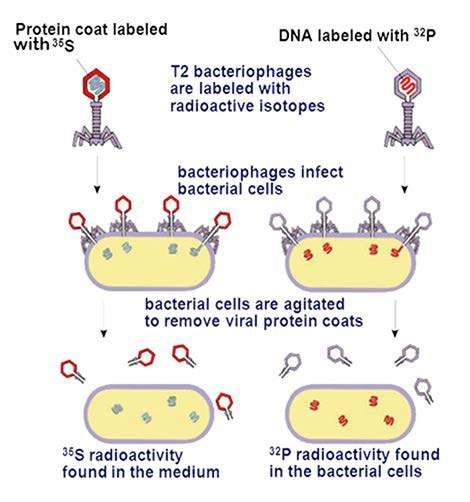 Protein coat labeled
with ³⁵S
DNA labeled with ³²P
T2 bacteriophages
are labeled with
radioactive isotopes
bacteriophages infect
bacterial cells
bacterial cells are agitated
to remove viral protein coats
³⁵S radioactivity
found in the medium
³²P radioactivity found
in the bacterial cells